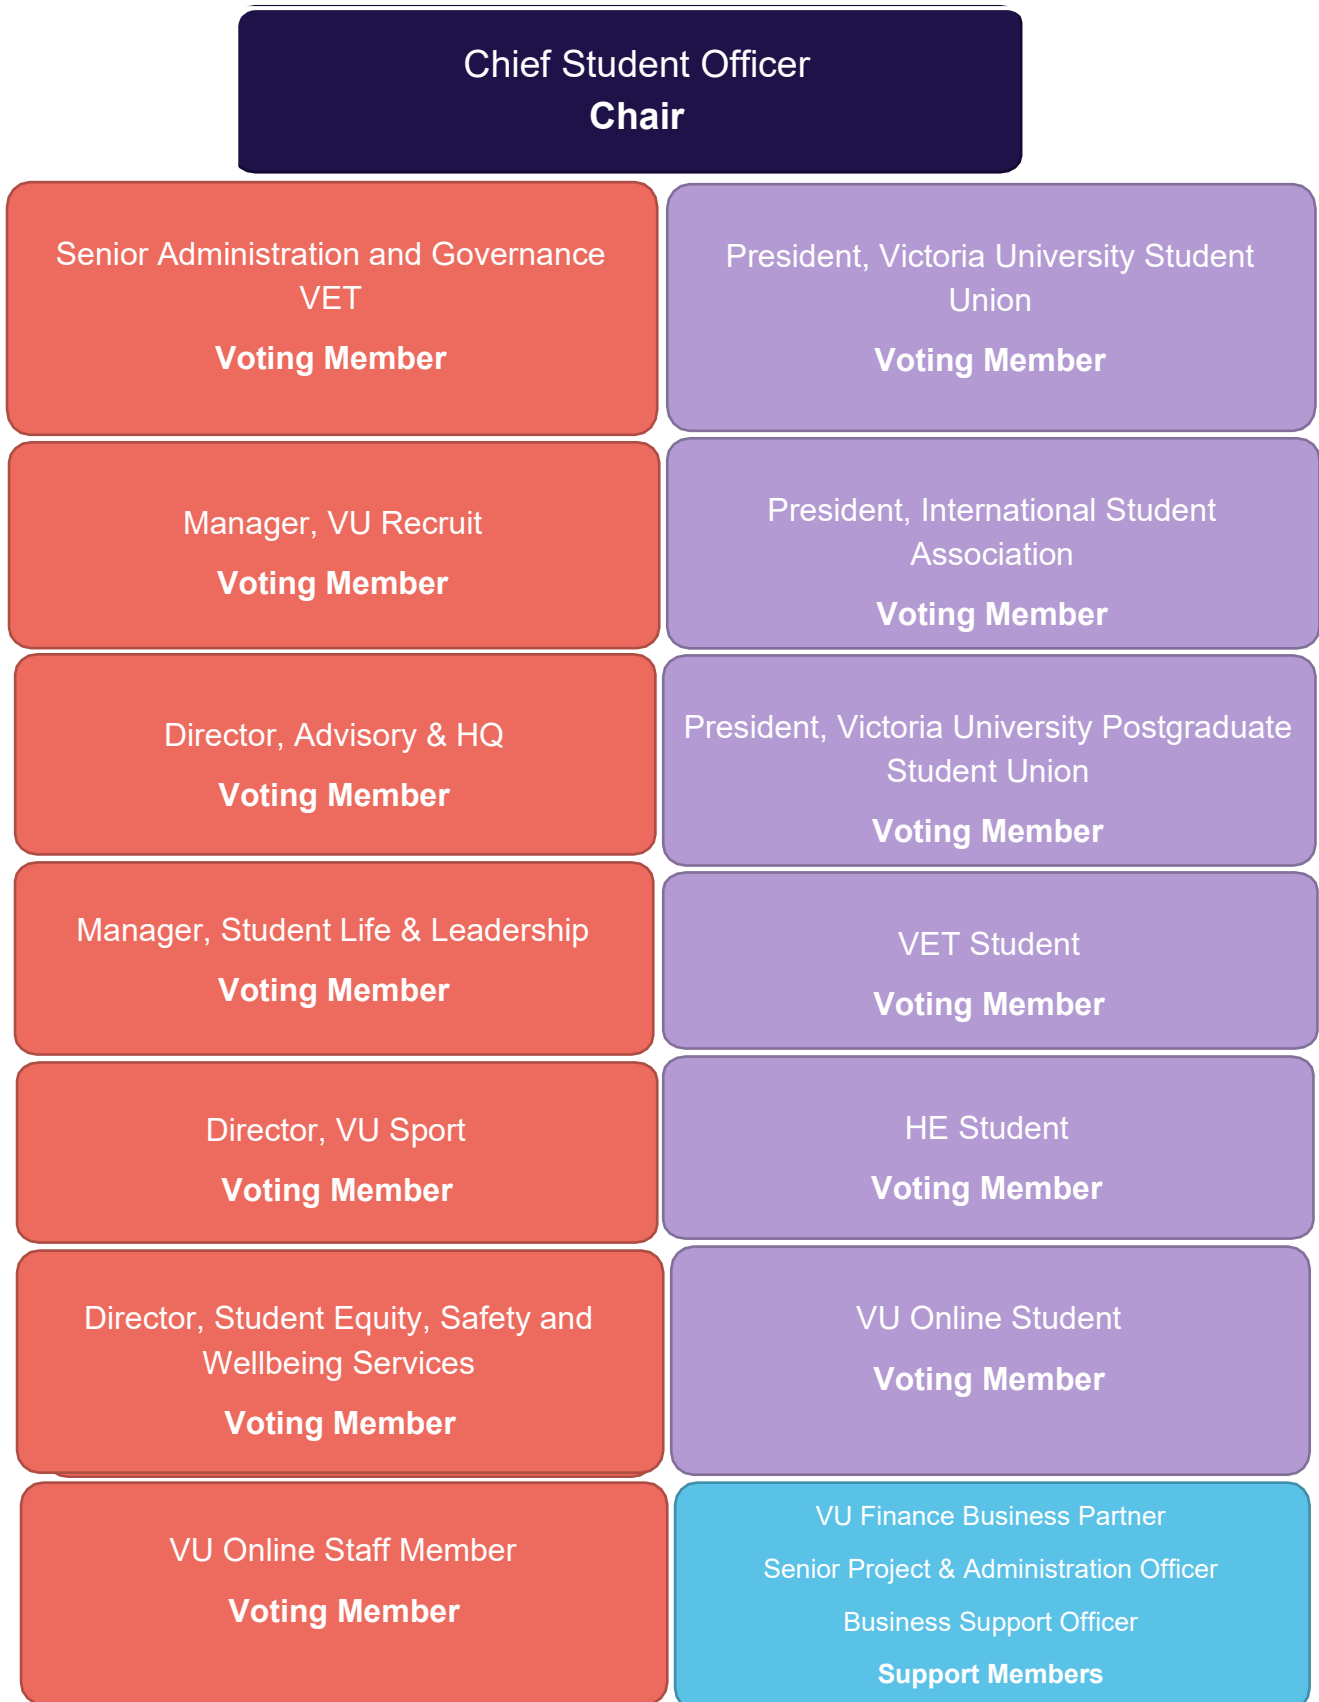 Chief Student Officer
Chair
Senior Administration and Governance
VET
Voting Member
President, Victoria University Student
Union
Voting Member
Manager, VU Recruit
Voting Member
President, International Student
Association
Voting Member
Director, Advisory & HQ
Voting Member
President, Victoria University Postgraduate
Student Union
Voting Member
Manager, Student Life & Leadership
Voting Member
VET Student
Voting Member
Director, VU Sport
Voting Member
HE Student
Voting Member
Director, Student Equity, Safety and
Wellbeing Services
Voting Member
VU Online Student
Voting Member
VU Online Staff Member
Voting Member
VU Finance Business Partner
Senior Project & Administration Officer
Business Support Officer
Support Members